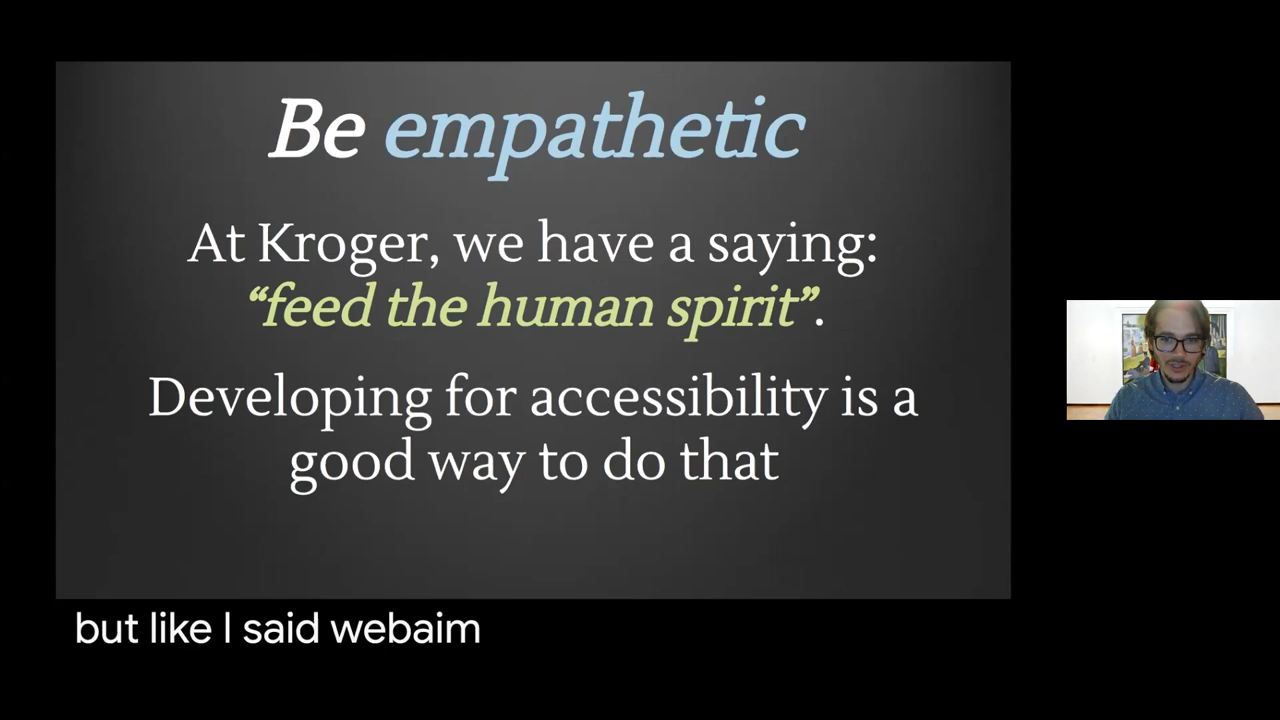 Be empathetic
At Kroger, we have a saying:
“feed the human spirit”.
Developing for accessibility is a
good way to do that
but like I said webaim